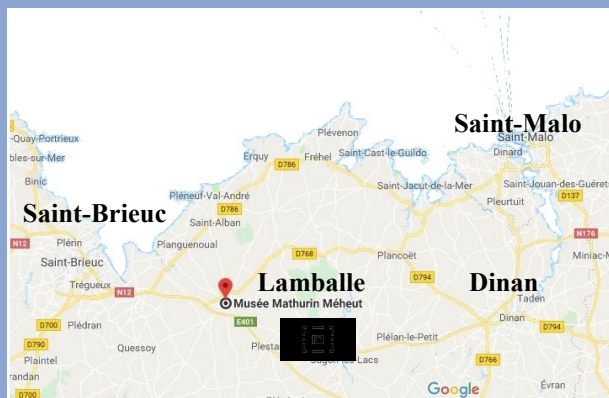 Saint-Malo
Saint-Malo
Plévenon
-Quay-Portrieux
Erquy
D786
Fréhel
Saint-Cast-le-Guildo
Dinard
bles-sur-Mer
Binic
Pléneuf-Val-André
Saint-Jacut-de-la-Mer
Saint-Jouan-des-Guérets
D137
Pleurtuit
Saint-Brieuc
D786
Saint-Alban
N12
Plérin
Planguenoual
N176
Saint-Brieuc
D768
Plancoët
Miniac-M
Trégueux
N12
Lamballe
D794
Dinan
Musée Mathurin Méheut
Taden
D700
Plédran
E401
Dinan
D794
D790
Quessoy
Plesta
Plélan-le-Petit
Plaintel
D766
randan
D700
Google
Évran